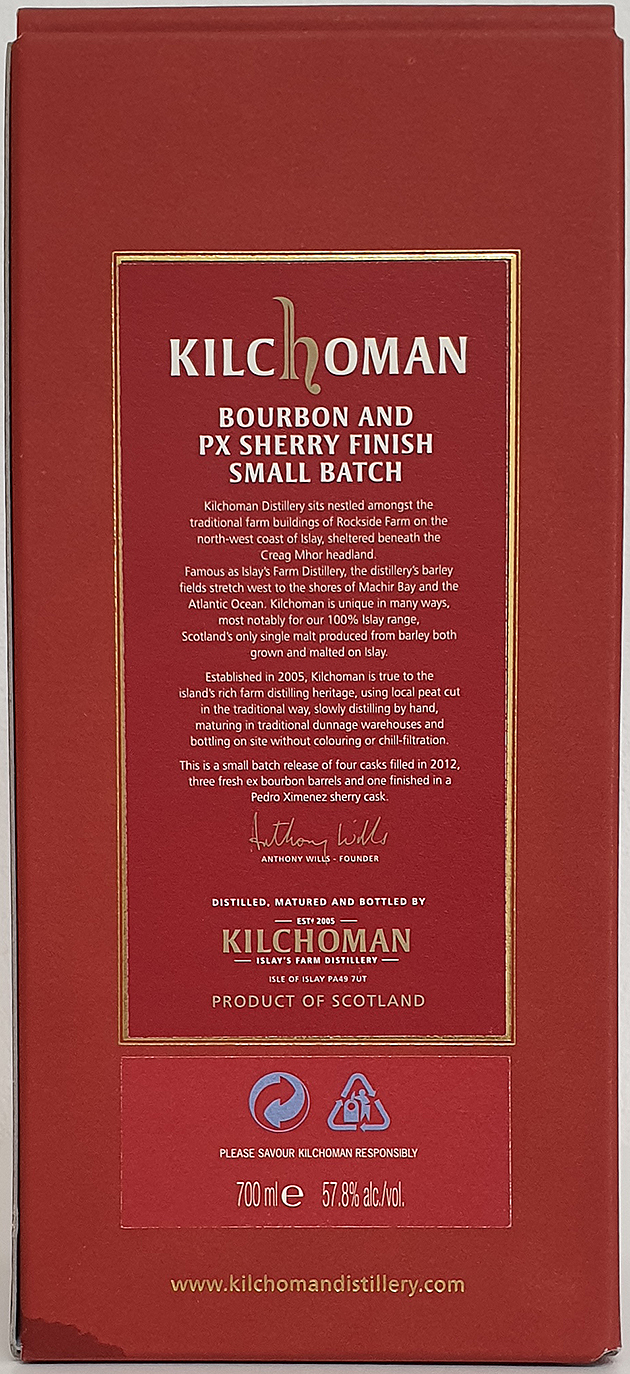 KILCHOMAN
BOURBON AND
PX SHERRY FINISH
SMALL BATCH
Kilchoman Distillery sits nestled amongst the
traditional farm buildings of Rockside Farm on the
north-west coast of Islay, sheltered beneath the
Creag Mhor headland.
Famous as Islay's Farm Distillery, the distillery's barley
fields stretch west to the shores of Machir Bay and the
Atlantic Ocean. Kilchoman is unique in many ways,
most notably for our 100% Islay range,
Scotland's only single malt produced from barley both
grown and malted on Islay.
Established in 2005, Kilchoman is true to the
island's rich farm distilling heritage, using local peat cut
in the traditional way, slowly distilling by hand,
maturing in traditional dunnage warehouses and
bottling on site without colouring or chill-filtration.
This is a small batch release of four casks filled in 2012,
three fresh ex bourbon barrels and one finished in a
Pedro Ximenez sherry cask.
Anthony Wills
ANTHONY WILLS - FOUNDER
DISTILLED, MATURED AND BOTTLED BY
ESTD 2005
KILCHOMAN
ISLAY'S FARM DISTILLERY
ISLE OF ISLAY PA49 7UT
PRODUCT OF SCOTLAND
PLEASE SAVOUR KILCHOMAN RESPONSIBLY
700 ml e 57.8% alc./vol.
www.kilchomandistillery.com